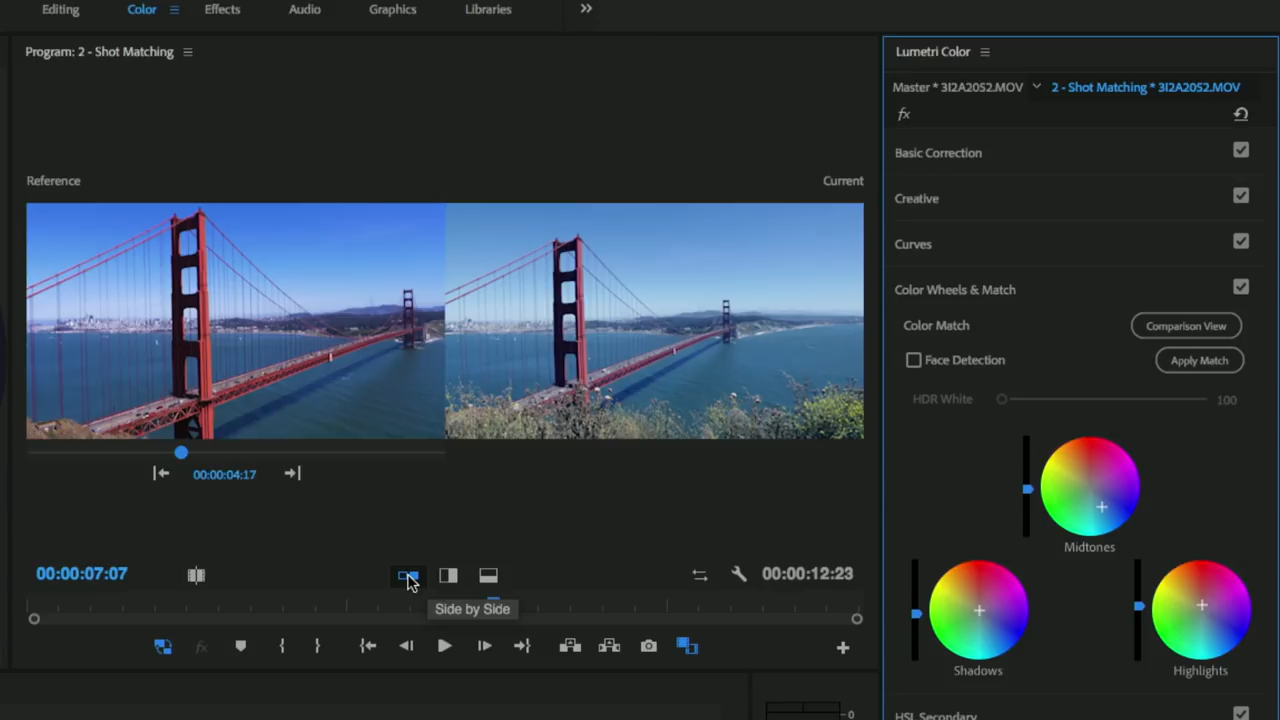 Editing Color Effects Audio Graphics Libraries
Program: 2 - Shot Matching
Reference Current
00:00:04:17
00:00:07:07 00:00:12:23
Side by Side
Lumetri Color
Master * 3I2A2052.MOV 2 - Shot Matching * 3I2A2052.MOV
fx
Basic Correction
Creative
Curves
Color Wheels & Match
Color Match Comparison View
Face Detection Apply Match
HDR White 100
Midtones
Shadows Highlights
HSL Secondary
fx
0